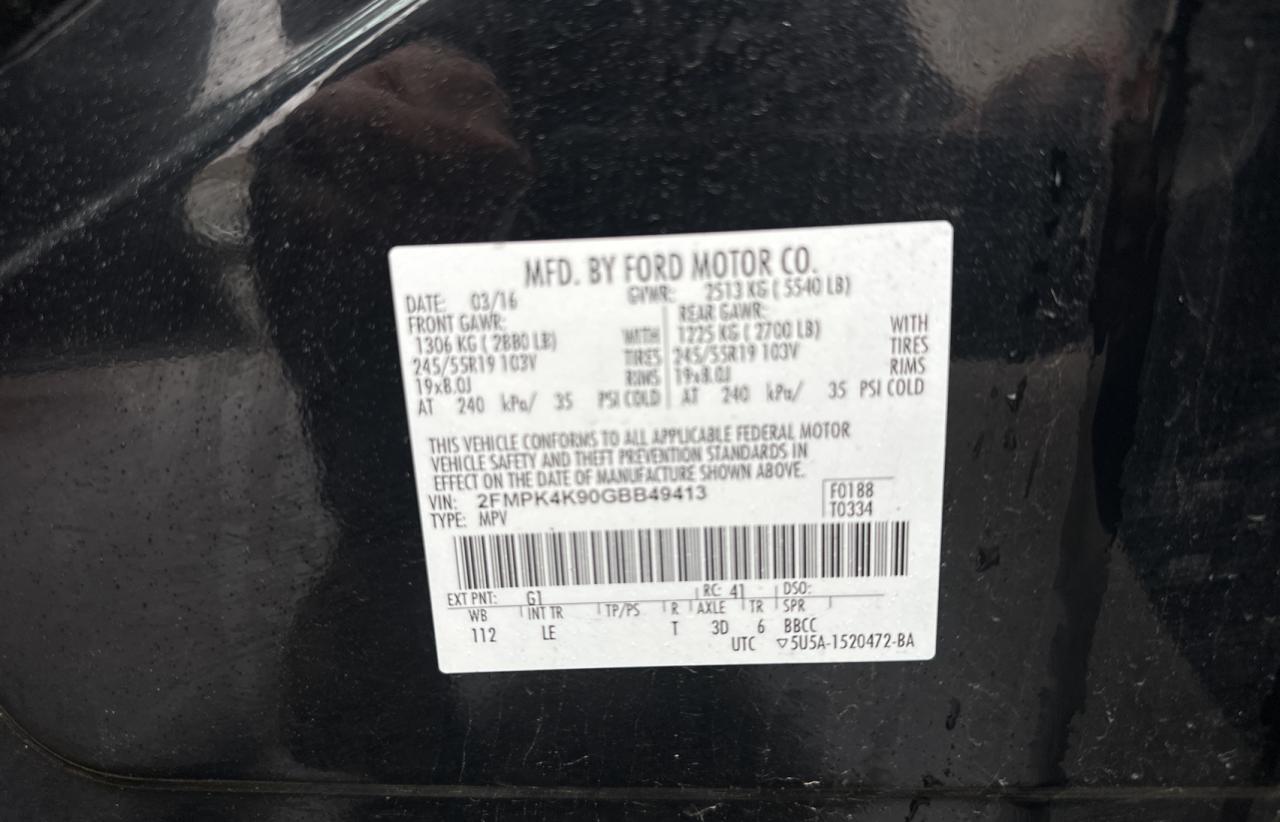 MFD. BY FORD MOTOR CO.
DATE: 03/16 GVWR: 2513 KG ( 5540 LB)
FRONT GAWR: REAR GAWR:
1306 KG ( 2880 LB) WITH 1225 KG ( 2700 LB) WITH
245/55R19 103V TIRES 245/55R19 103V TIRES
19x8.0J RIMS 19x8.0J RIMS
AT 240 kPa/ 35 PSI COLD AT 240 kPa/ 35 PSI COLD
THIS VEHICLE CONFORMS TO ALL APPLICABLE FEDERAL MOTOR
VEHICLE SAFETY AND THEFT PREVENTION STANDARDS IN
EFFECT ON THE DATE OF MANUFACTURE SHOWN ABOVE.
VIN: 2FMPK4K90GBB49413 F0188
TYPE: MPV T0334
EXT PNT: G1 RC: 41 DSO:
WB INT TR TP/PS R AXLE TR SPR
112 LE T 3D 6 BBCC
UTC ▽5U5A-1520472-BA